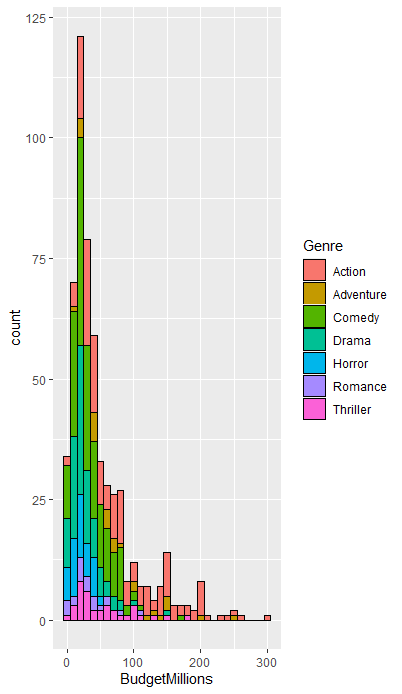 125
100
75
50
25
0
count
0 100 200 300
BudgetMillions
Genre
Action
Adventure
Comedy
Drama
Horror
Romance
Thriller